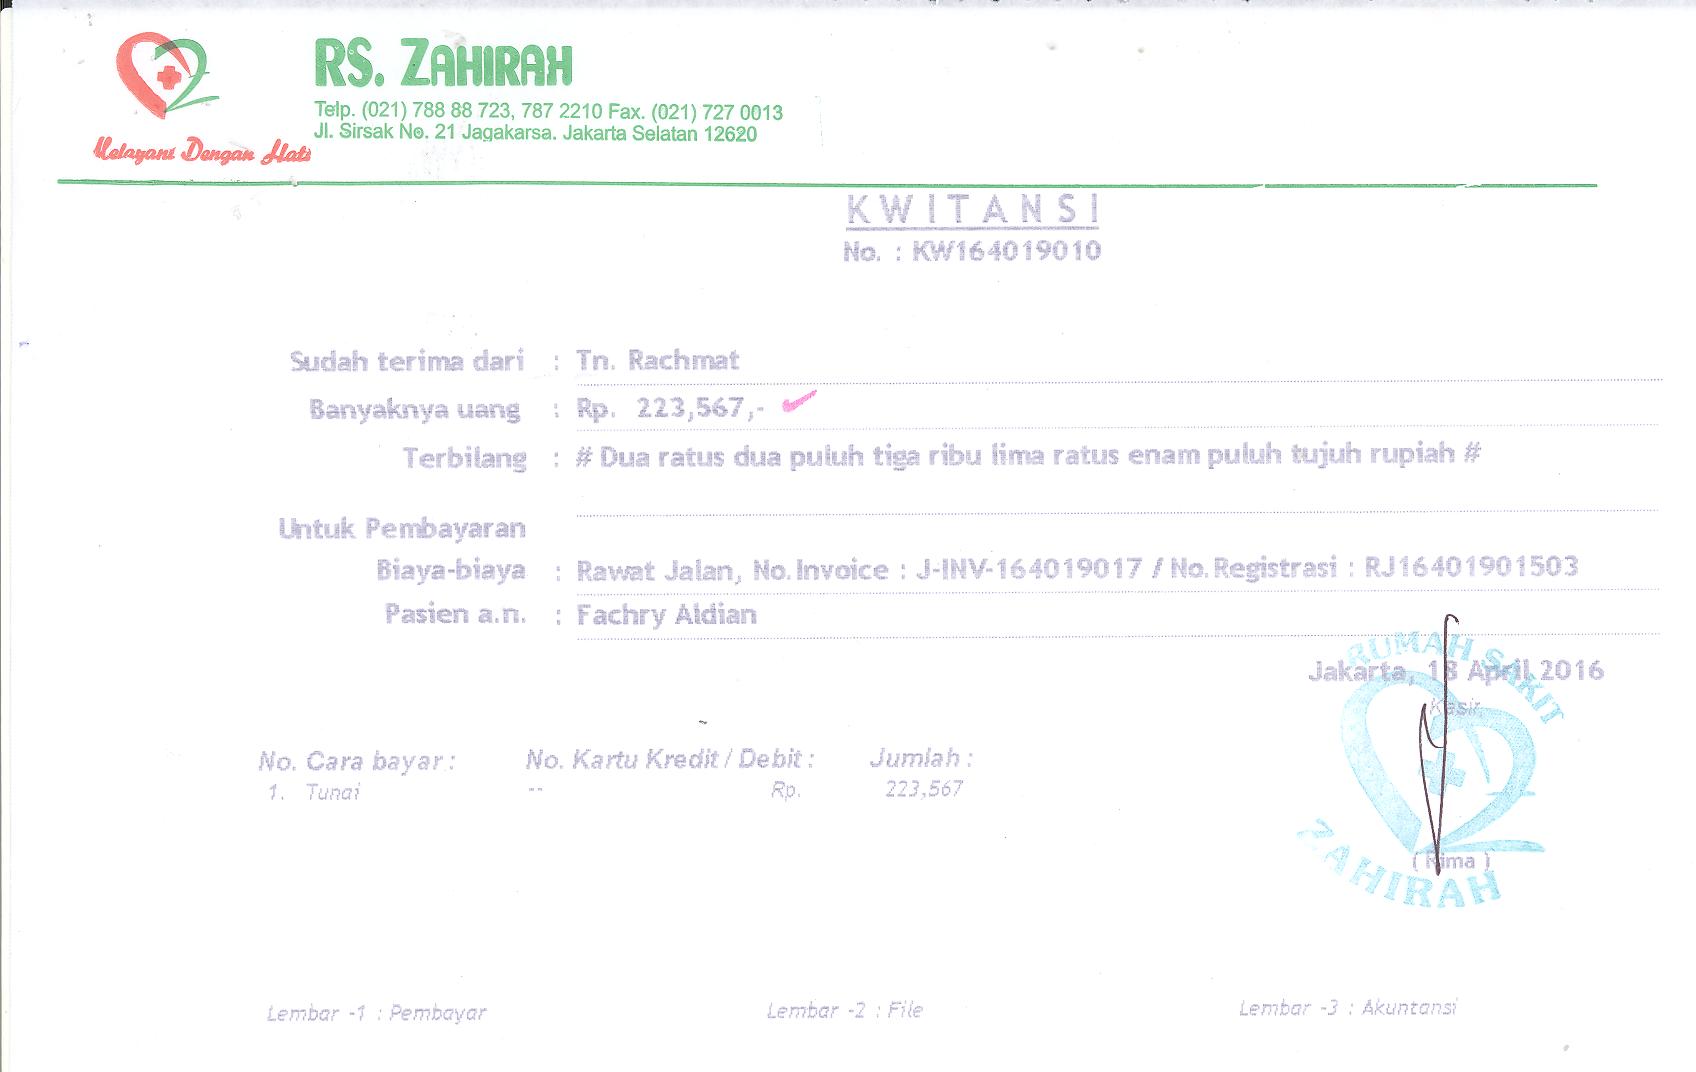 RS. ZAHIRAH
Telp. (021) 788 88 723, 787 2210 Fax. (021) 727 0013
Jl. Sirsak No. 21 Jagakarsa. Jakarta Selatan 12620
Melayani Dengan Hati
KWITANSI
No. : KW164019010
Sudah terima dari : Tn. Rachmat
Banyaknya uang : Rp. 223,567,-
Terbilang : # Dua ratus dua puluh tiga ribu lima ratus enam puluh tujuh rupiah #
Untuk Pembayaran
Biaya-biaya : Rawat Jalan, No.Invoice : J-INV-164019017 / No.Registrasi : RJ16401901503
Pasien a.n. : Fachry Aldian
Jakarta, 18 April 2016
Kasir,
RUMAH SAKIT
ZAHIRAH
No. Cara bayar : No. Kartu Kredit / Debit : Jumlah :
1. Tunai -- Rp. 223,567
( Rima )
Lembar -1 : Pembayar Lembar -2 : File Lembar -3 : Akuntansi